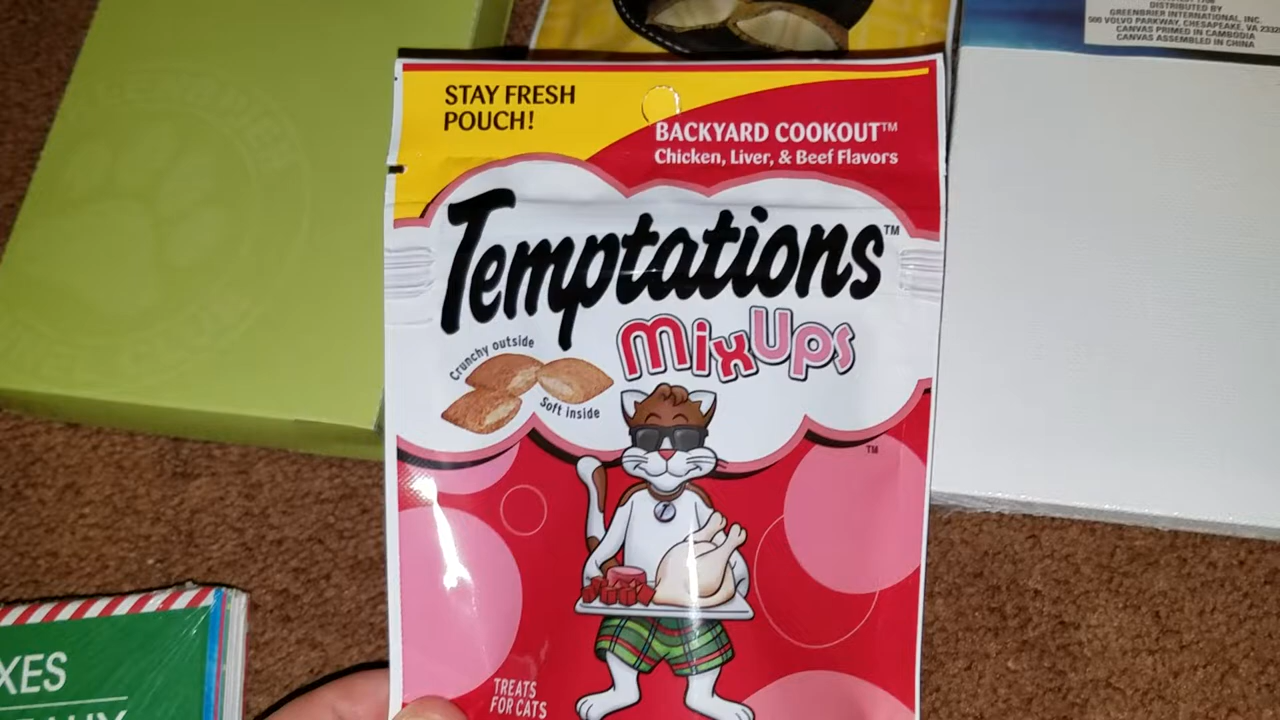 DISTRIBUTED BY
GREENBRIER INTERNATIONAL, INC.
500 VOLVO PARKWAY, CHESAPEAKE, VA
CANVAS PRIMED IN CAMBODIA
CANVAS ASSEMBLED IN CHINA
STAY FRESH
POUCH!
BACKYARD COOKOUT™
Chicken, Liver, & Beef Flavors
Temptations™
MixUps
Crunchy outside
Soft inside
TM
TREATS
FOR CATS
XES